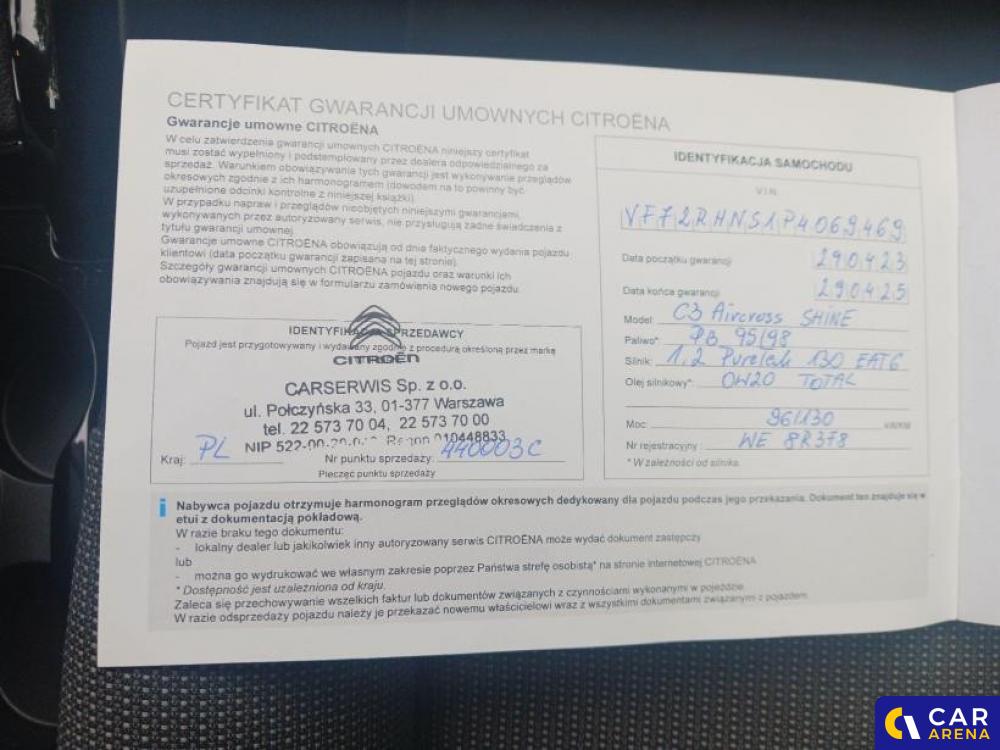 CERTYFIKAT GWARANCJI UMOWNYCH CITROËNA
Gwarancje umowne CITROËNA
W celu zatwierdzenia gwarancji umownych CITROËNA niniejszy certyfikat
musi zostać wypełniony i podstemplowany przez dealera odpowiedzialnego za
sprzedaż. Warunkiem obowiązywania tych gwarancji jest wykonywanie przeglądów
okresowych zgodnie z ich harmonogramem (dowodem na to powinny być
uzupełnione odcinki kontrolne z niniejszej książki).
W przypadku napraw i przeglądów nieobjętych niniejszymi gwarancjami,
wykonywanych przez autoryzowany serwis, nie przysługują żadne świadczenia z
tytułu gwarancji umownej.
Gwarancje umowne CITROËNA obowiązują od dnia faktycznego wydania pojazdu
klientowi (data początku gwarancji zapisana na tej stronie).
Szczegóły gwarancji umownych CITROËNA pojazdu oraz warunki ich
obowiązywania znajdują się w formularzu zamówienia nowego pojazdu.
IDENTYFIKACJA SPRZEDAWCY
Pojazd jest przygotowywany i wydawany zgodnie z procedurą określoną przez markę
CITROËN
CARSERWIS Sp. z o.o.
ul. Połczyńska 33, 01-377 Warszawa
tel. 22 573 70 04, 22 573 70 00
NIP 522-00- Regon 010448833
Kraj: PL Nr punktu sprzedaży: 440003C
Pieczęć punktu sprzedaży
IDENTYFIKACJA SAMOCHODU
V.I.N.
VF72RHNS1P4069469
Data początku gwarancji 290423
Data końca gwarancji 290425
Model: C3 Aircross SHINE
Paliwo*: PB 95/98
Silnik: 1.2 Puretech 130 EAT6
Olej silnikowy*: 0W20 TOTAL
Moc: 96/130 kW/KM
Nr rejestracyjny: WE 8R378
* W zależności od silnika.
i Nabywca pojazdu otrzymuje harmonogram przeglądów okresowych dedykowany dla pojazdu podczas jego przekazania. Dokument ten znajduje się w
etui z dokumentacją pokładową.
W razie braku tego dokumentu:
- lokalny dealer lub jakikolwiek inny autoryzowany serwis CITROËNA może wydać dokument zastępczy
lub
- można go wydrukować we własnym zakresie poprzez Państwa strefę osobistą* na stronie internetowej CITROËNA
* Dostępność jest uzależniona od kraju.
Zaleca się przechowywanie wszelkich faktur lub dokumentów związanych z czynnościami wykonanymi w pojeździe.
W razie odsprzedaży pojazdu należy je przekazać nowemu właścicielowi wraz z wszystkimi dokumentami związanymi z pojazdem.
CAR
ARENA